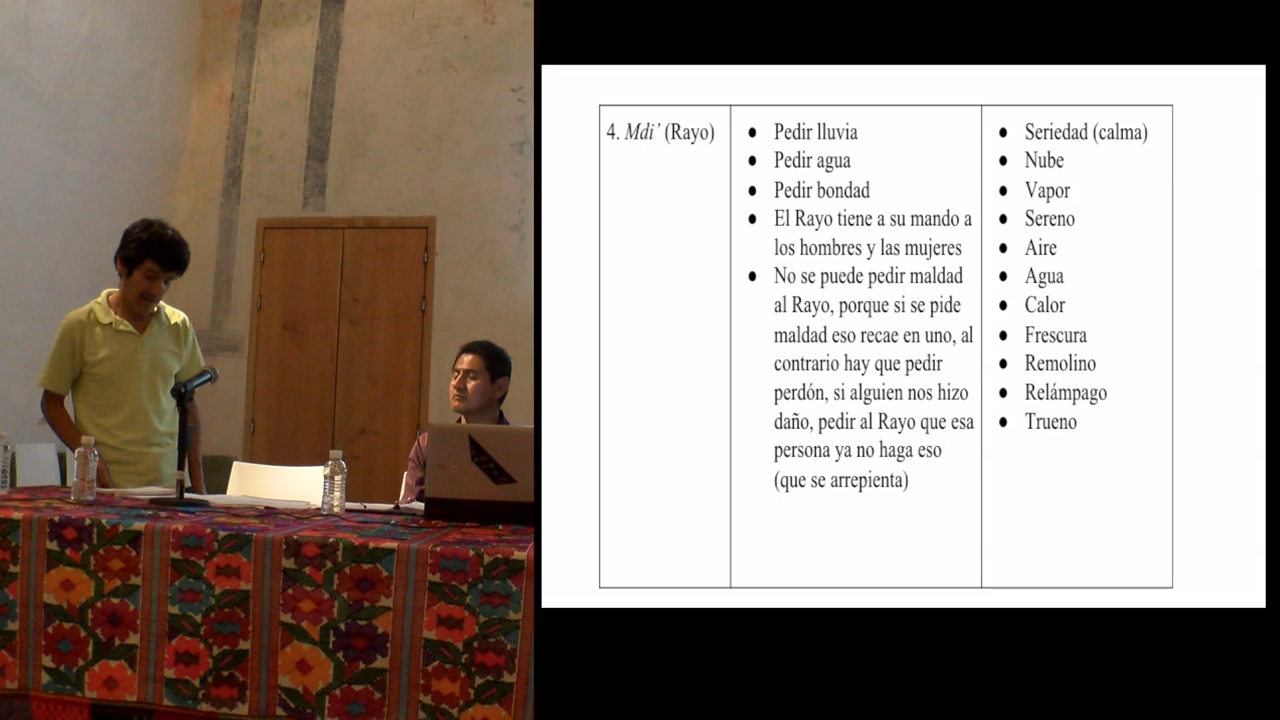 4. Mdi’ (Rayo)
● Pedir lluvia
● Pedir agua
● Pedir bondad
● El Rayo tiene a su mando a
los hombres y las mujeres
● No se puede pedir maldad
al Rayo, porque si se pide
maldad eso recae en uno, al
contrario hay que pedir
perdón, si alguien nos hizo
daño, pedir al Rayo que esa
persona ya no haga eso
(que se arrepienta)
● Seriedad (calma)
● Nube
● Vapor
● Sereno
● Aire
● Agua
● Calor
● Frescura
● Remolino
● Relámpago
● Trueno